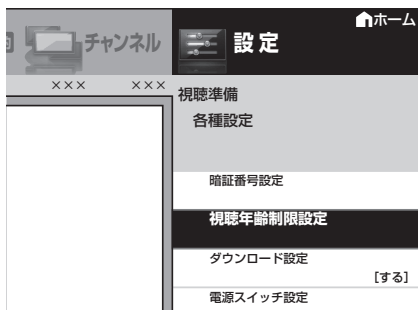 ホーム
チャンネル 設定
××× ×××
視聴準備
各種設定
暗証番号設定
視聴年齢制限設定
ダウンロード設定
[する]
電源スイッチ設定